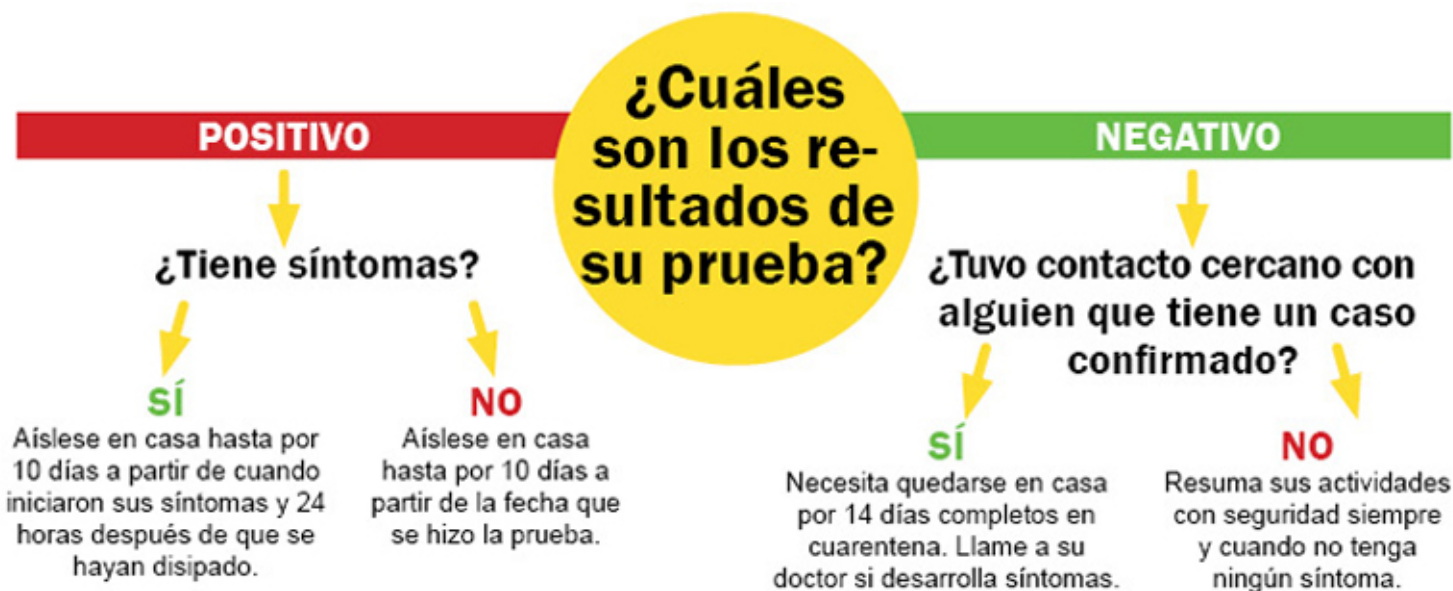 ¿Cuáles
son los re-
sultados de
su prueba?
POSITIVO
¿Tiene síntomas?
SÍ
Aíslese en casa hasta por
10 días a partir de cuando
iniciaron sus síntomas y 24
horas después de que se
hayan disipado.
NO
Aíslese en casa
hasta por 10 días a
partir de la fecha que
se hizo la prueba.
NEGATIVO
¿Tuvo contacto cercano con
alguien que tiene un caso
confirmado?
SÍ
Necesita quedarse en casa
por 14 días completos en
cuarentena. Llame a su
doctor si desarrolla síntomas.
NO
Resuma sus actividades
con seguridad siempre
y cuando no tenga
ningún síntoma.